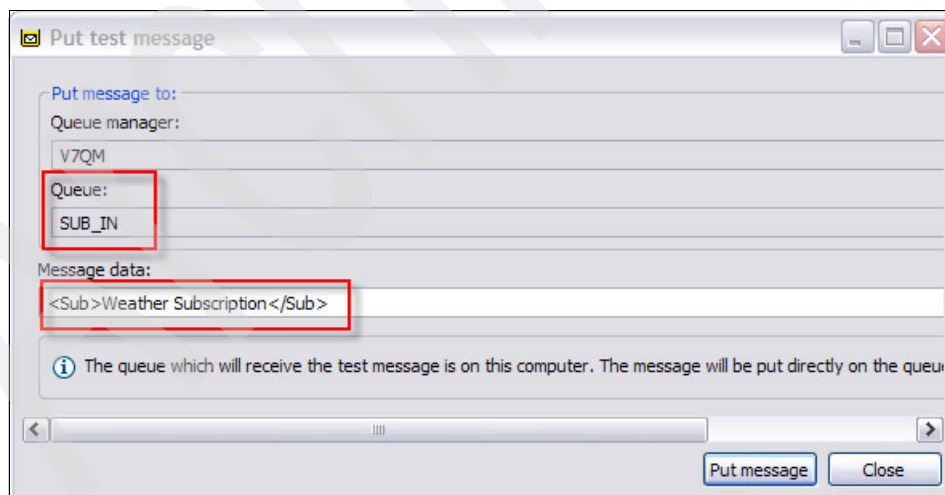 Put test message
Put message to:
Queue manager:
V7QM
Queue:
SUB_IN
Message data:
<Sub>Weather Subscription</Sub>
The queue which will receive the test message is on this computer. The message will be put directly on the queu
Put message
Close